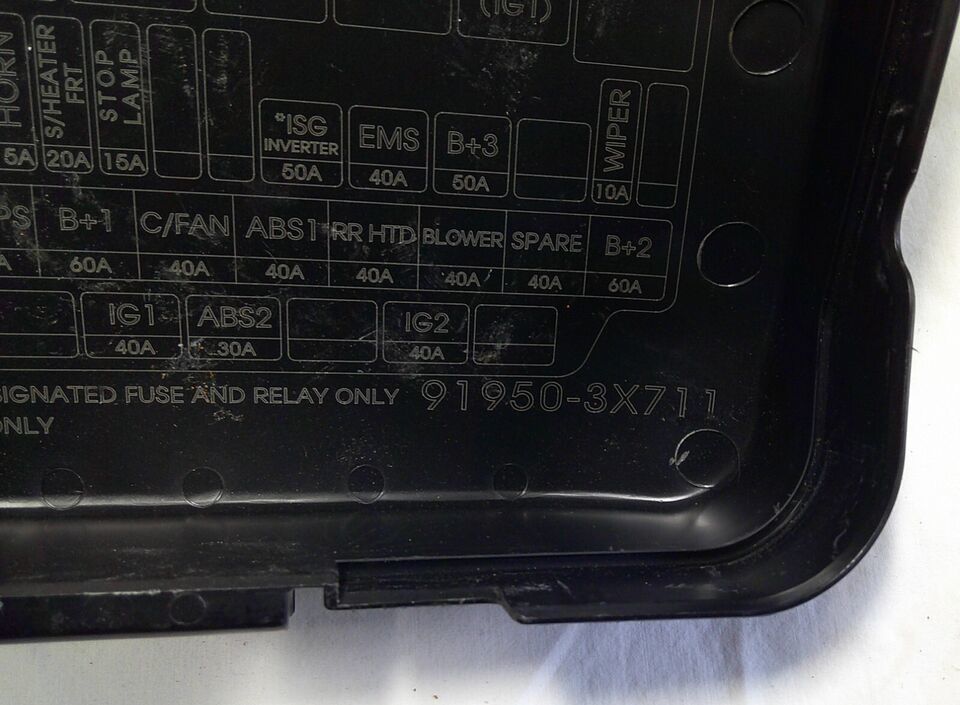 (IG1)
HORN
5A
S/HEATER
FRT
20A
STOP
LAMP
15A
*ISG
INVERTER
50A
EMS
40A
B+3
50A
WIPER
10A
PS B+1 C/FAN ABS1 RR HTD BLOWER SPARE B+2
A 60A 40A 40A 40A 40A 40A 60A
IG1 ABS2 IG2
40A 30A 40A
SIGNATED FUSE AND RELAY ONLY 91950-3X711
ONLY